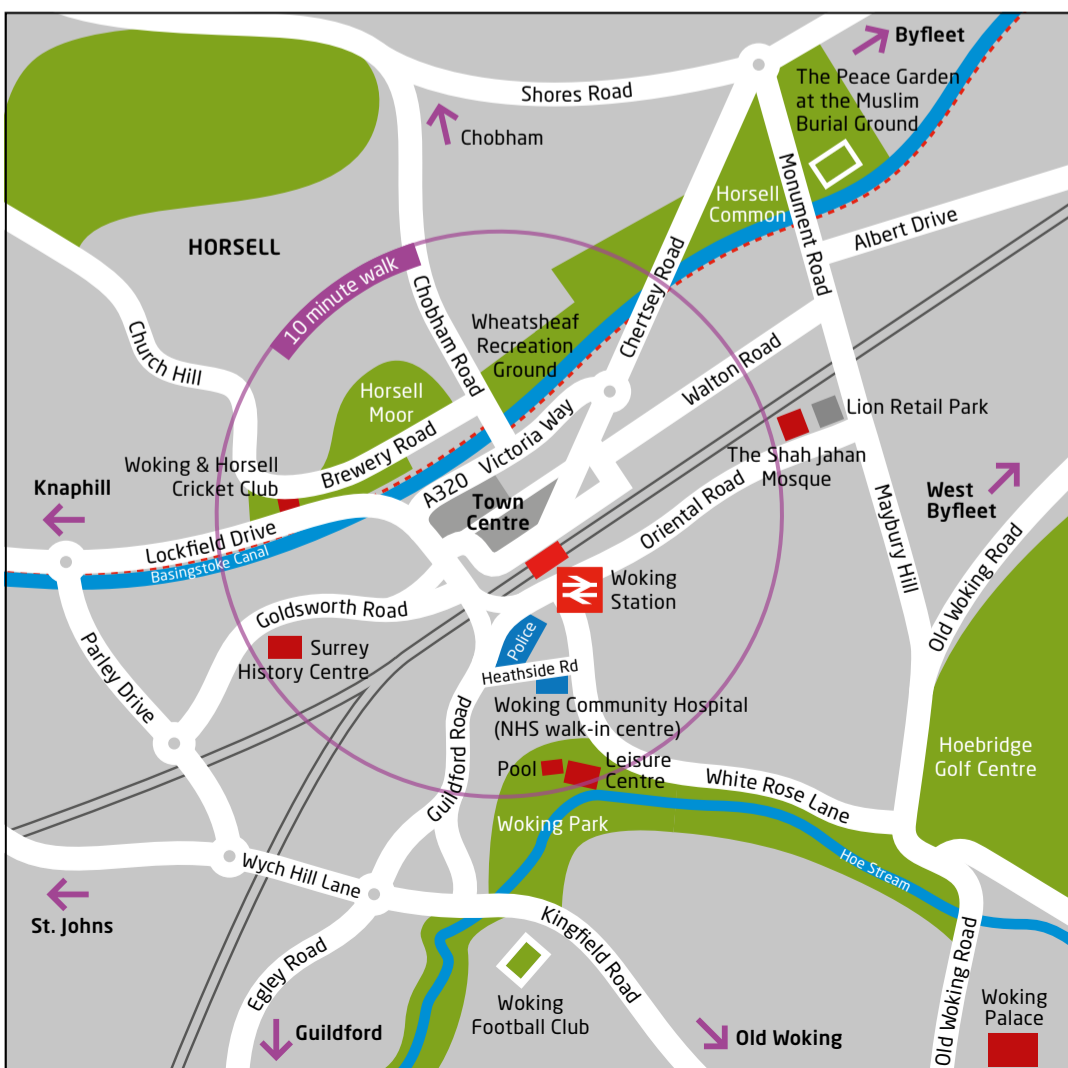 Byfleet
The Peace Garden
at the Muslim
Burial Ground
Shores Road
Chobham
Horsell
Common
Monument Road
Albert Drive
HORSELL
10 minute walk
Chobham Road
Chertsey Road
Wheatsheaf
Recreation
Ground
Church Hill
Walton Road
Horsell
Moor
Lion Retail Park
Brewery Road
A320 Victoria Way
The Shah Jahan
Mosque
Woking & Horsell
Cricket Club
Knaphill
Town
Centre
Oriental Road
Maybury Hill
West
Byfleet
Lockfield Drive
Basingstoke Canal
Old Woking Road
Woking
Station
Goldsworth Road
Police
Surrey
History Centre
Heathside Rd
Parley Drive
Woking Community Hospital
(NHS walk-in centre)
Guildford Road
Pool
Leisure
Centre
White Rose Lane
Hoebridge
Golf Centre
Woking Park
Hoe Stream
Wych Hill Lane
St. Johns
Kingfield Road
Egley Road
Woking
Football Club
Guildford
Old Woking
Old Woking Road
Woking
Palace